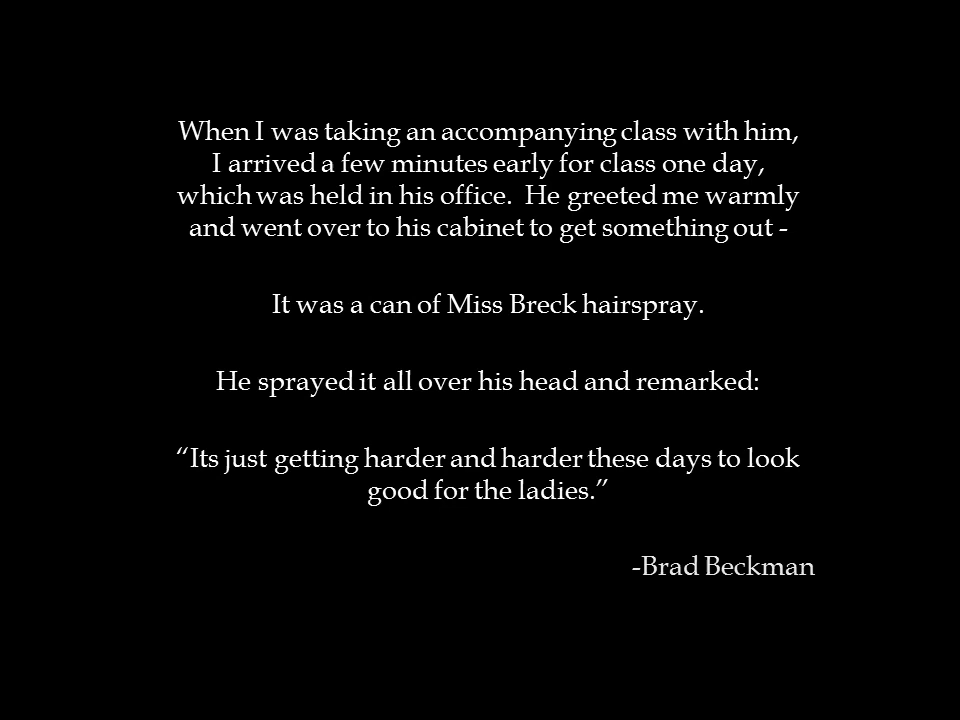 When I was taking an accompanying class with him,
I arrived a few minutes early for class one day,
which was held in his office.  He greeted me warmly
and went over to his cabinet to get something out -
It was a can of Miss Breck hairspray.
He sprayed it all over his head and remarked:
“Its just getting harder and harder these days to look
good for the ladies.”
-Brad Beckman